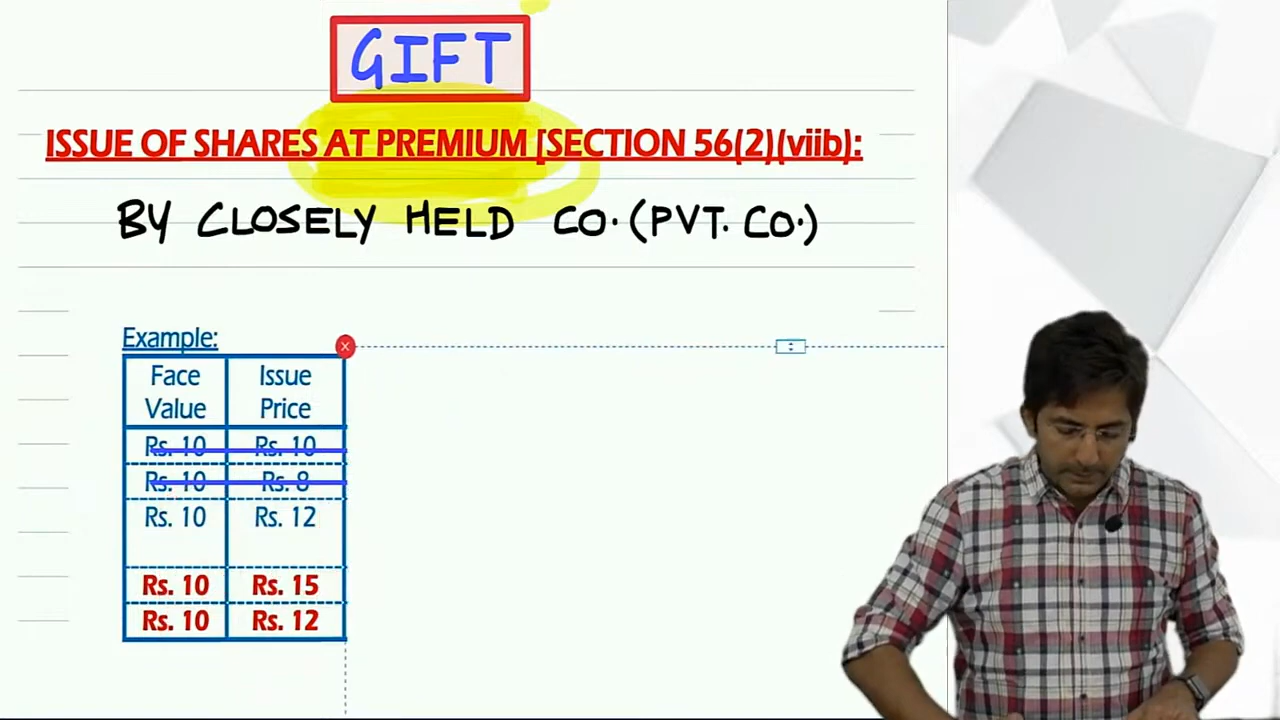 GIFT
ISSUE OF SHARES AT PREMIUM [SECTION 56(2)(viib):
BY CLOSELY HELD CO. (PVT. CO.)
Example:
Face Value Issue Price
Rs. 10 Rs. 10
Rs. 10 Rs. 8
Rs. 10 Rs. 12
Rs. 10 Rs. 15
Rs. 10 Rs. 12